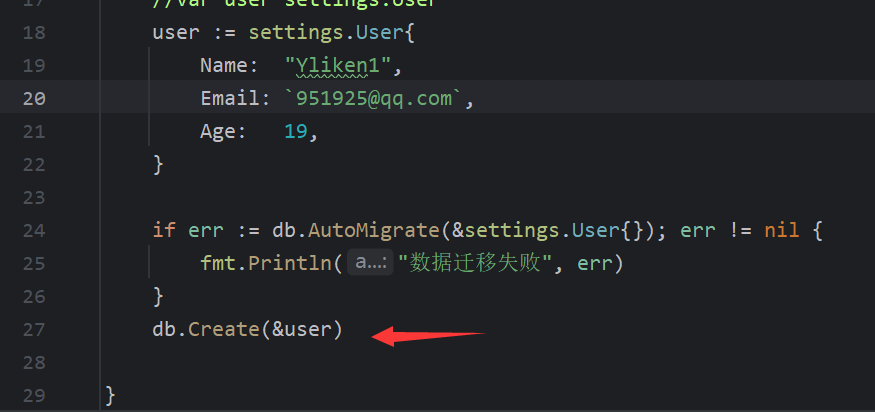 17 //var user settings.User
18 user := settings.User{
19 Name: "Yliken1",
20 Email: `951925@qq.com`,
21 Age: 19,
22 }
23
24 if err := db.AutoMigrate(&settings.User{}); err != nil {
25 fmt.Println( a...: "数据迁移失败", err)
26 }
27 db.Create(&user)
28
29 }